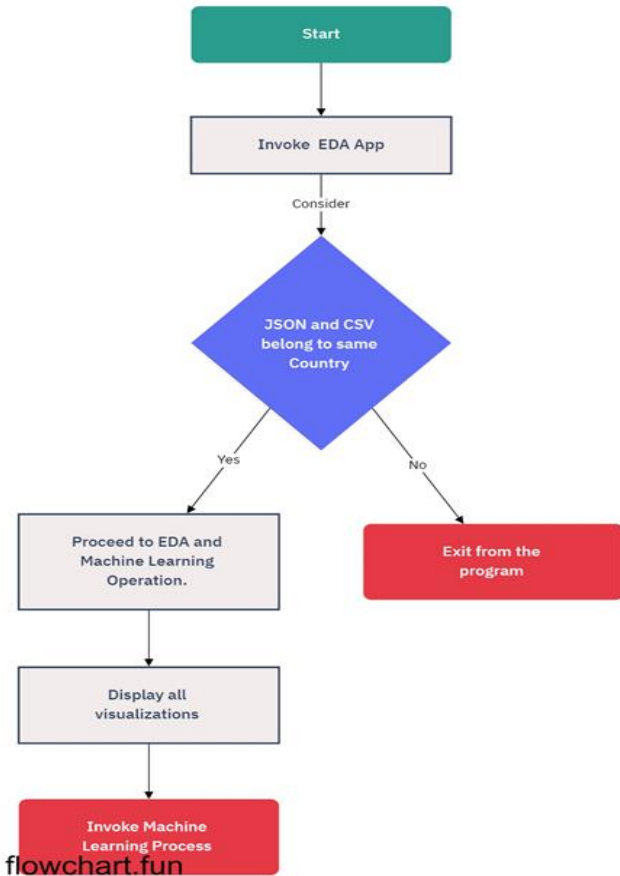 Start
Invoke EDA App
Consider
JSON and CSV
belong to same
Country
Yes
No
Proceed to EDA and
Machine Learning
Operation.
Exit from the
program
Display all
visualizations
Invoke Machine
Learning Process
flowchart.fun